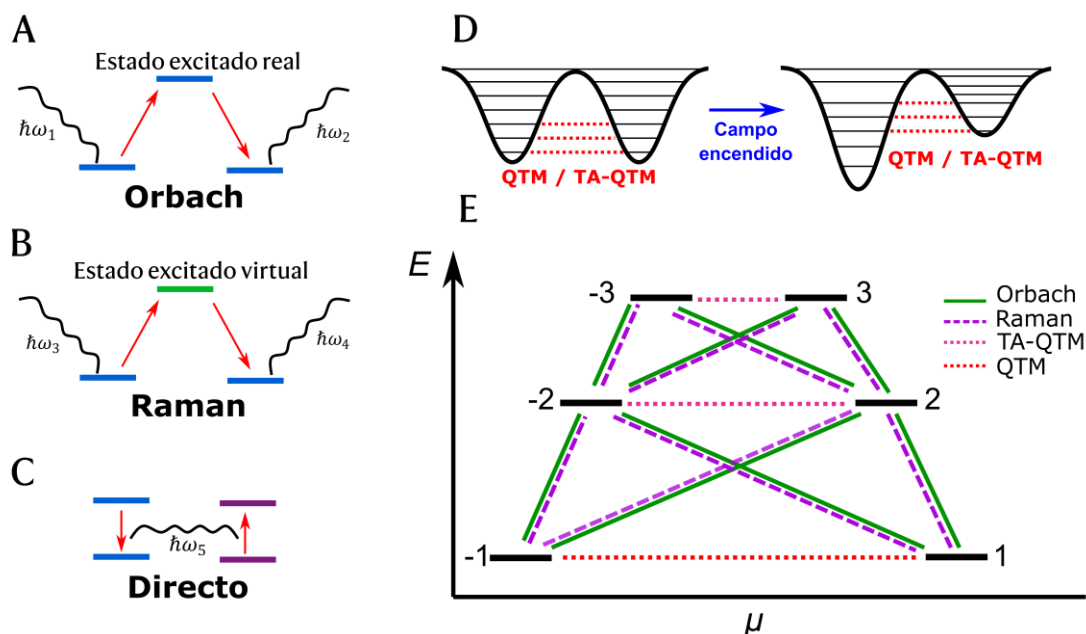 A
Estado excitado real
ħω₁
ħω₂
Orbach
B
Estado excitado virtual
ħω₃
ħω₄
Raman
C
ħω₅
Directo
D
Campo
encendido
QTM / TA-QTM
QTM / TA-QTM
E
E
-3
3
-2
2
-1
1
μ
Orbach
Raman
TA-QTM
QTM